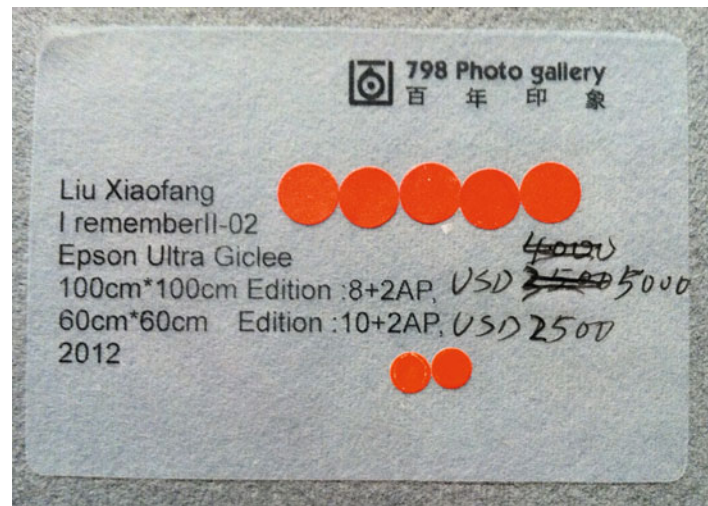 798 Photo gallery
百年印象
Liu Xiaofang
I rememberII-02
Epson Ultra Giclee
4000
100cm*100cm Edition :8+2AP, USD 3500 5000
60cm*60cm Edition :10+2AP, USD 2500
2012